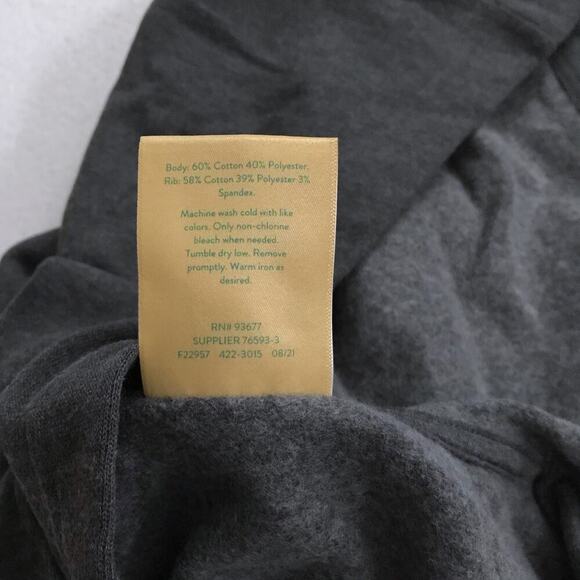 Body: 60% Cotton 40% Polyester.
Rib: 58% Cotton 39% Polyester 3%
Spandex.
Machine wash cold with like
colors. Only non-chlorine
bleach when needed.
Tumble dry low. Remove
promptly. Warm iron as
desired.
RN# 93677
SUPPLIER 76593-3
F22957 422-3015 08/21